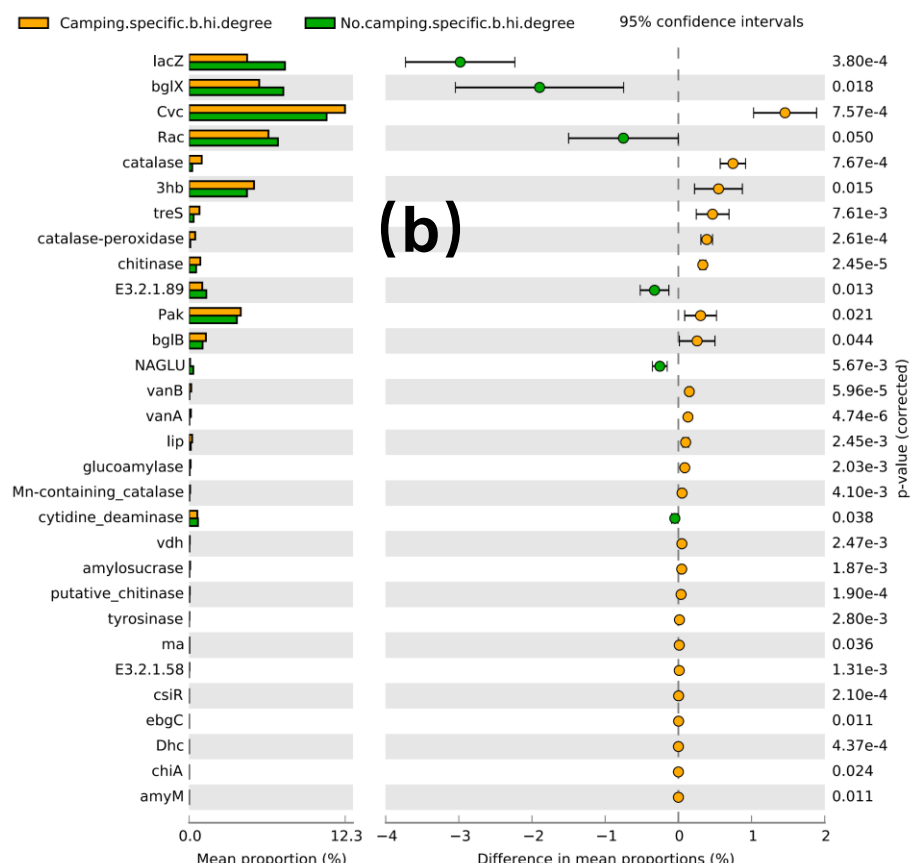 Camping.specific.b.hi.degree No.camping.specific.b.hi.degree 95% confidence intervals
lacZ 3.80e-4
bglX 0.018
Cvc 7.57e-4
Rac 0.050
catalase 7.67e-4
3hb 0.015
treS 7.61e-3
(b)
catalase-peroxidase 2.61e-4
chitinase 2.45e-5
E3.2.1.89 0.013
Pak 0.021
bglB 0.044
NAGLU 5.67e-3
vanB 5.96e-5
vanA 4.74e-6
lip 2.45e-3
glucoamylase 2.03e-3
Mn-containing_catalase 4.10e-3
cytidine_deaminase 0.038
vdh 2.47e-3
amylosucrase 1.87e-3
putative_chitinase 1.90e-4
tyrosinase 2.80e-3
ma 0.036
E3.2.1.58 1.31e-3
csiR 2.10e-4
ebgC 0.011
Dhc 4.37e-4
chiA 0.024
amyM 0.011
p-value (corrected)
0.0 12.3 −4 −3 −2 −1 0 1 2
Mean proportion (%) Difference in mean proportions (%)